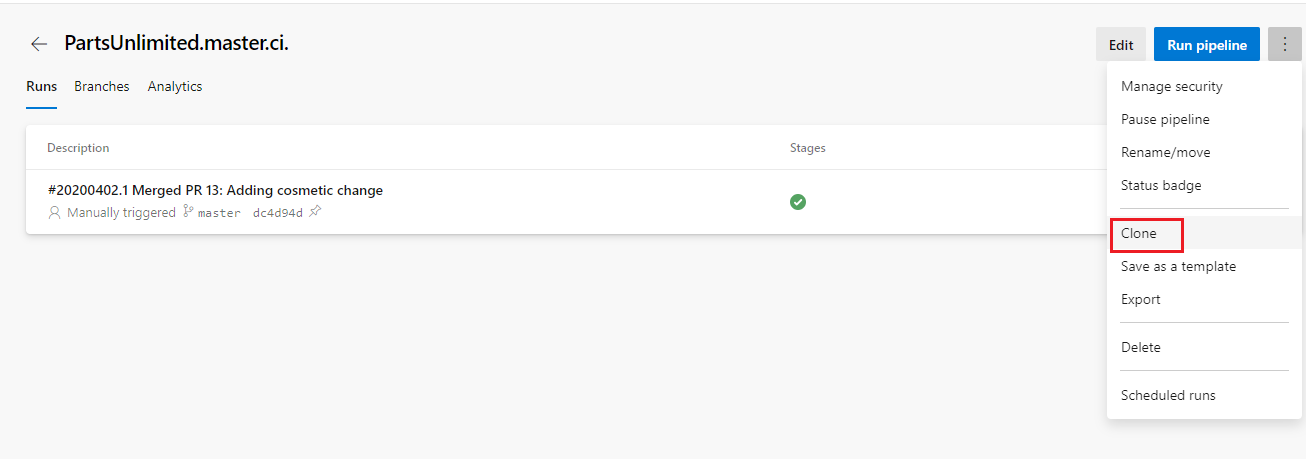 PartsUnlimited.master.ci.
Edit
Run pipeline
Runs
Branches
Analytics
Description
Stages
#20200402.1 Merged PR 13: Adding cosmetic change
Manually triggered master dc4d94d
Manage security
Pause pipeline
Rename/move
Status badge
Clone
Save as a template
Export
Delete
Scheduled runs